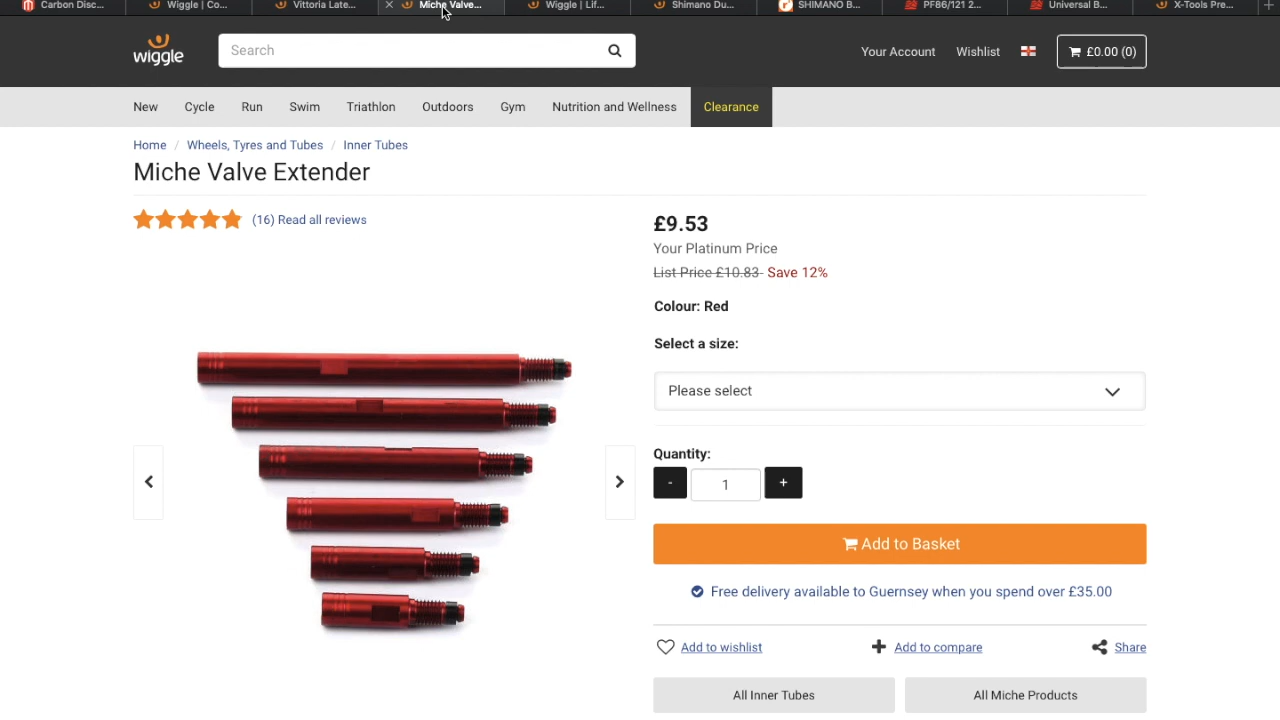 Carbon Disc...
Wiggle | Co...
Vittoria Late...
Miche Valve...
Wiggle | Lif...
Shimano Du...
SHIMANO B...
PF86/121 2...
Universal B...
X-Tools Pre...
wiggle
Search
Your Account
Wishlist
£0.00 (0)
New
Cycle
Run
Swim
Triathlon
Outdoors
Gym
Nutrition and Wellness
Clearance
Home / Wheels, Tyres and Tubes / Inner Tubes
Miche Valve Extender
(16) Read all reviews
£9.53
Your Platinum Price
List Price £10.83 Save 12%
Colour: Red
Select a size:
Please select
Quantity:
- 1 +
Add to Basket
Free delivery available to Guernsey when you spend over £35.00
Add to wishlist
Add to compare
Share
All Inner Tubes
All Miche Products